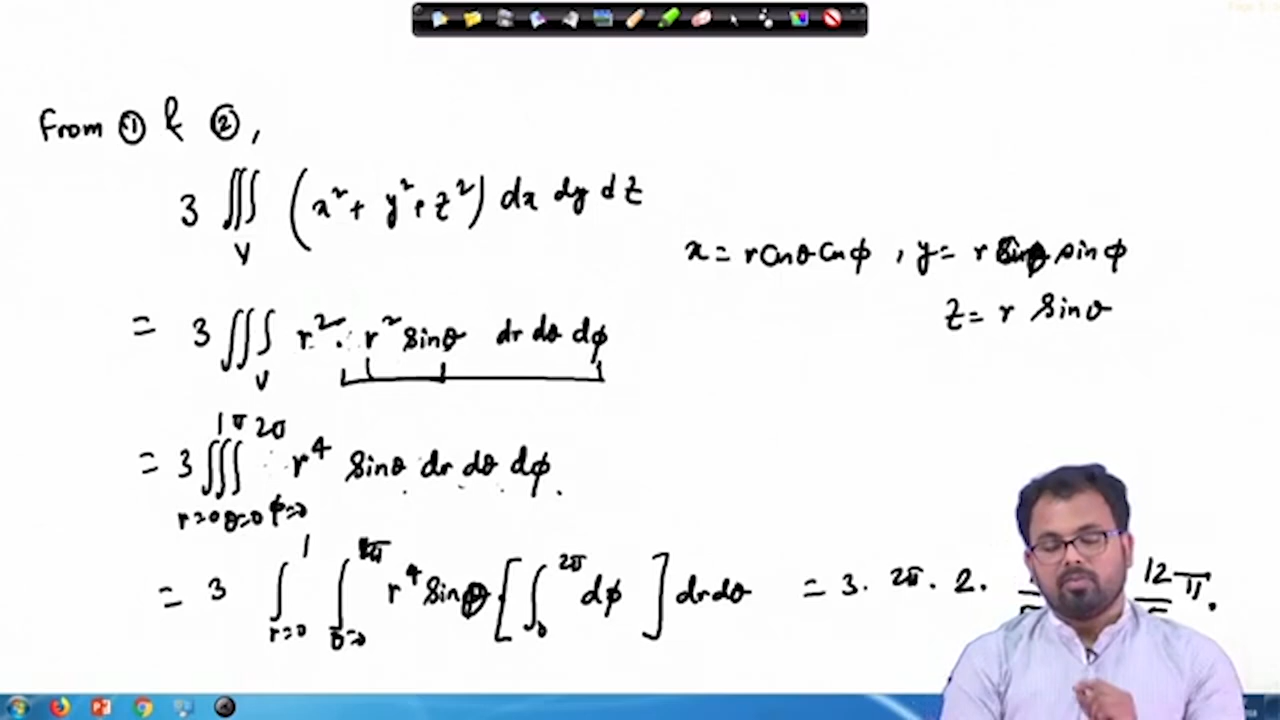 From ① & ②,
3 ∭_V (x² + y² + z²) dx dy dz
x = r cosθ cosφ , y = r sinφ
z = r sinθ
= 3 ∭_V r² · r² sinθ dr dθ dφ
= 3 ∫_{r=0}^{1} ∫_{θ=0}^{π} ∫_{φ=0}^{2π} r⁴ sinθ dr dθ dφ.
= 3 ∫_{r=0}^{1} ∫_{θ=0}^{π} r⁴ sinθ · [ ∫_0^{2π} dφ ] dr dθ = 3 · 2π · 2 · 12 π.